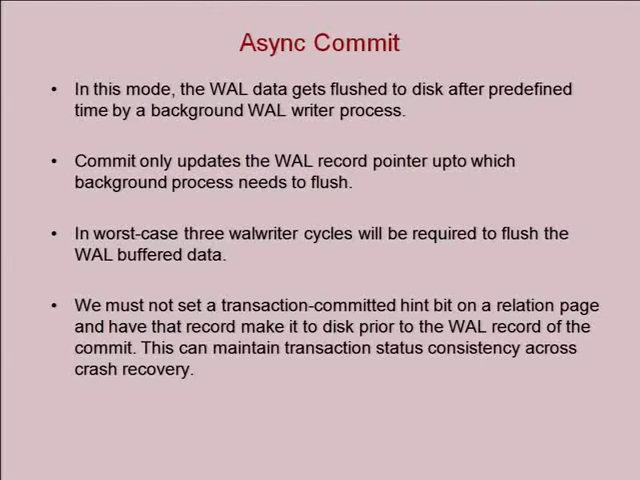 Async Commit
• In this mode, the WAL data gets flushed to disk after predefined
time by a background WAL writer process.
• Commit only updates the WAL record pointer upto which
background process needs to flush.
• In worst-case three walwriter cycles will be required to flush the
WAL buffered data.
• We must not set a transaction-committed hint bit on a relation page
and have that record make it to disk prior to the WAL record of the
commit. This can maintain transaction status consistency across
crash recovery.